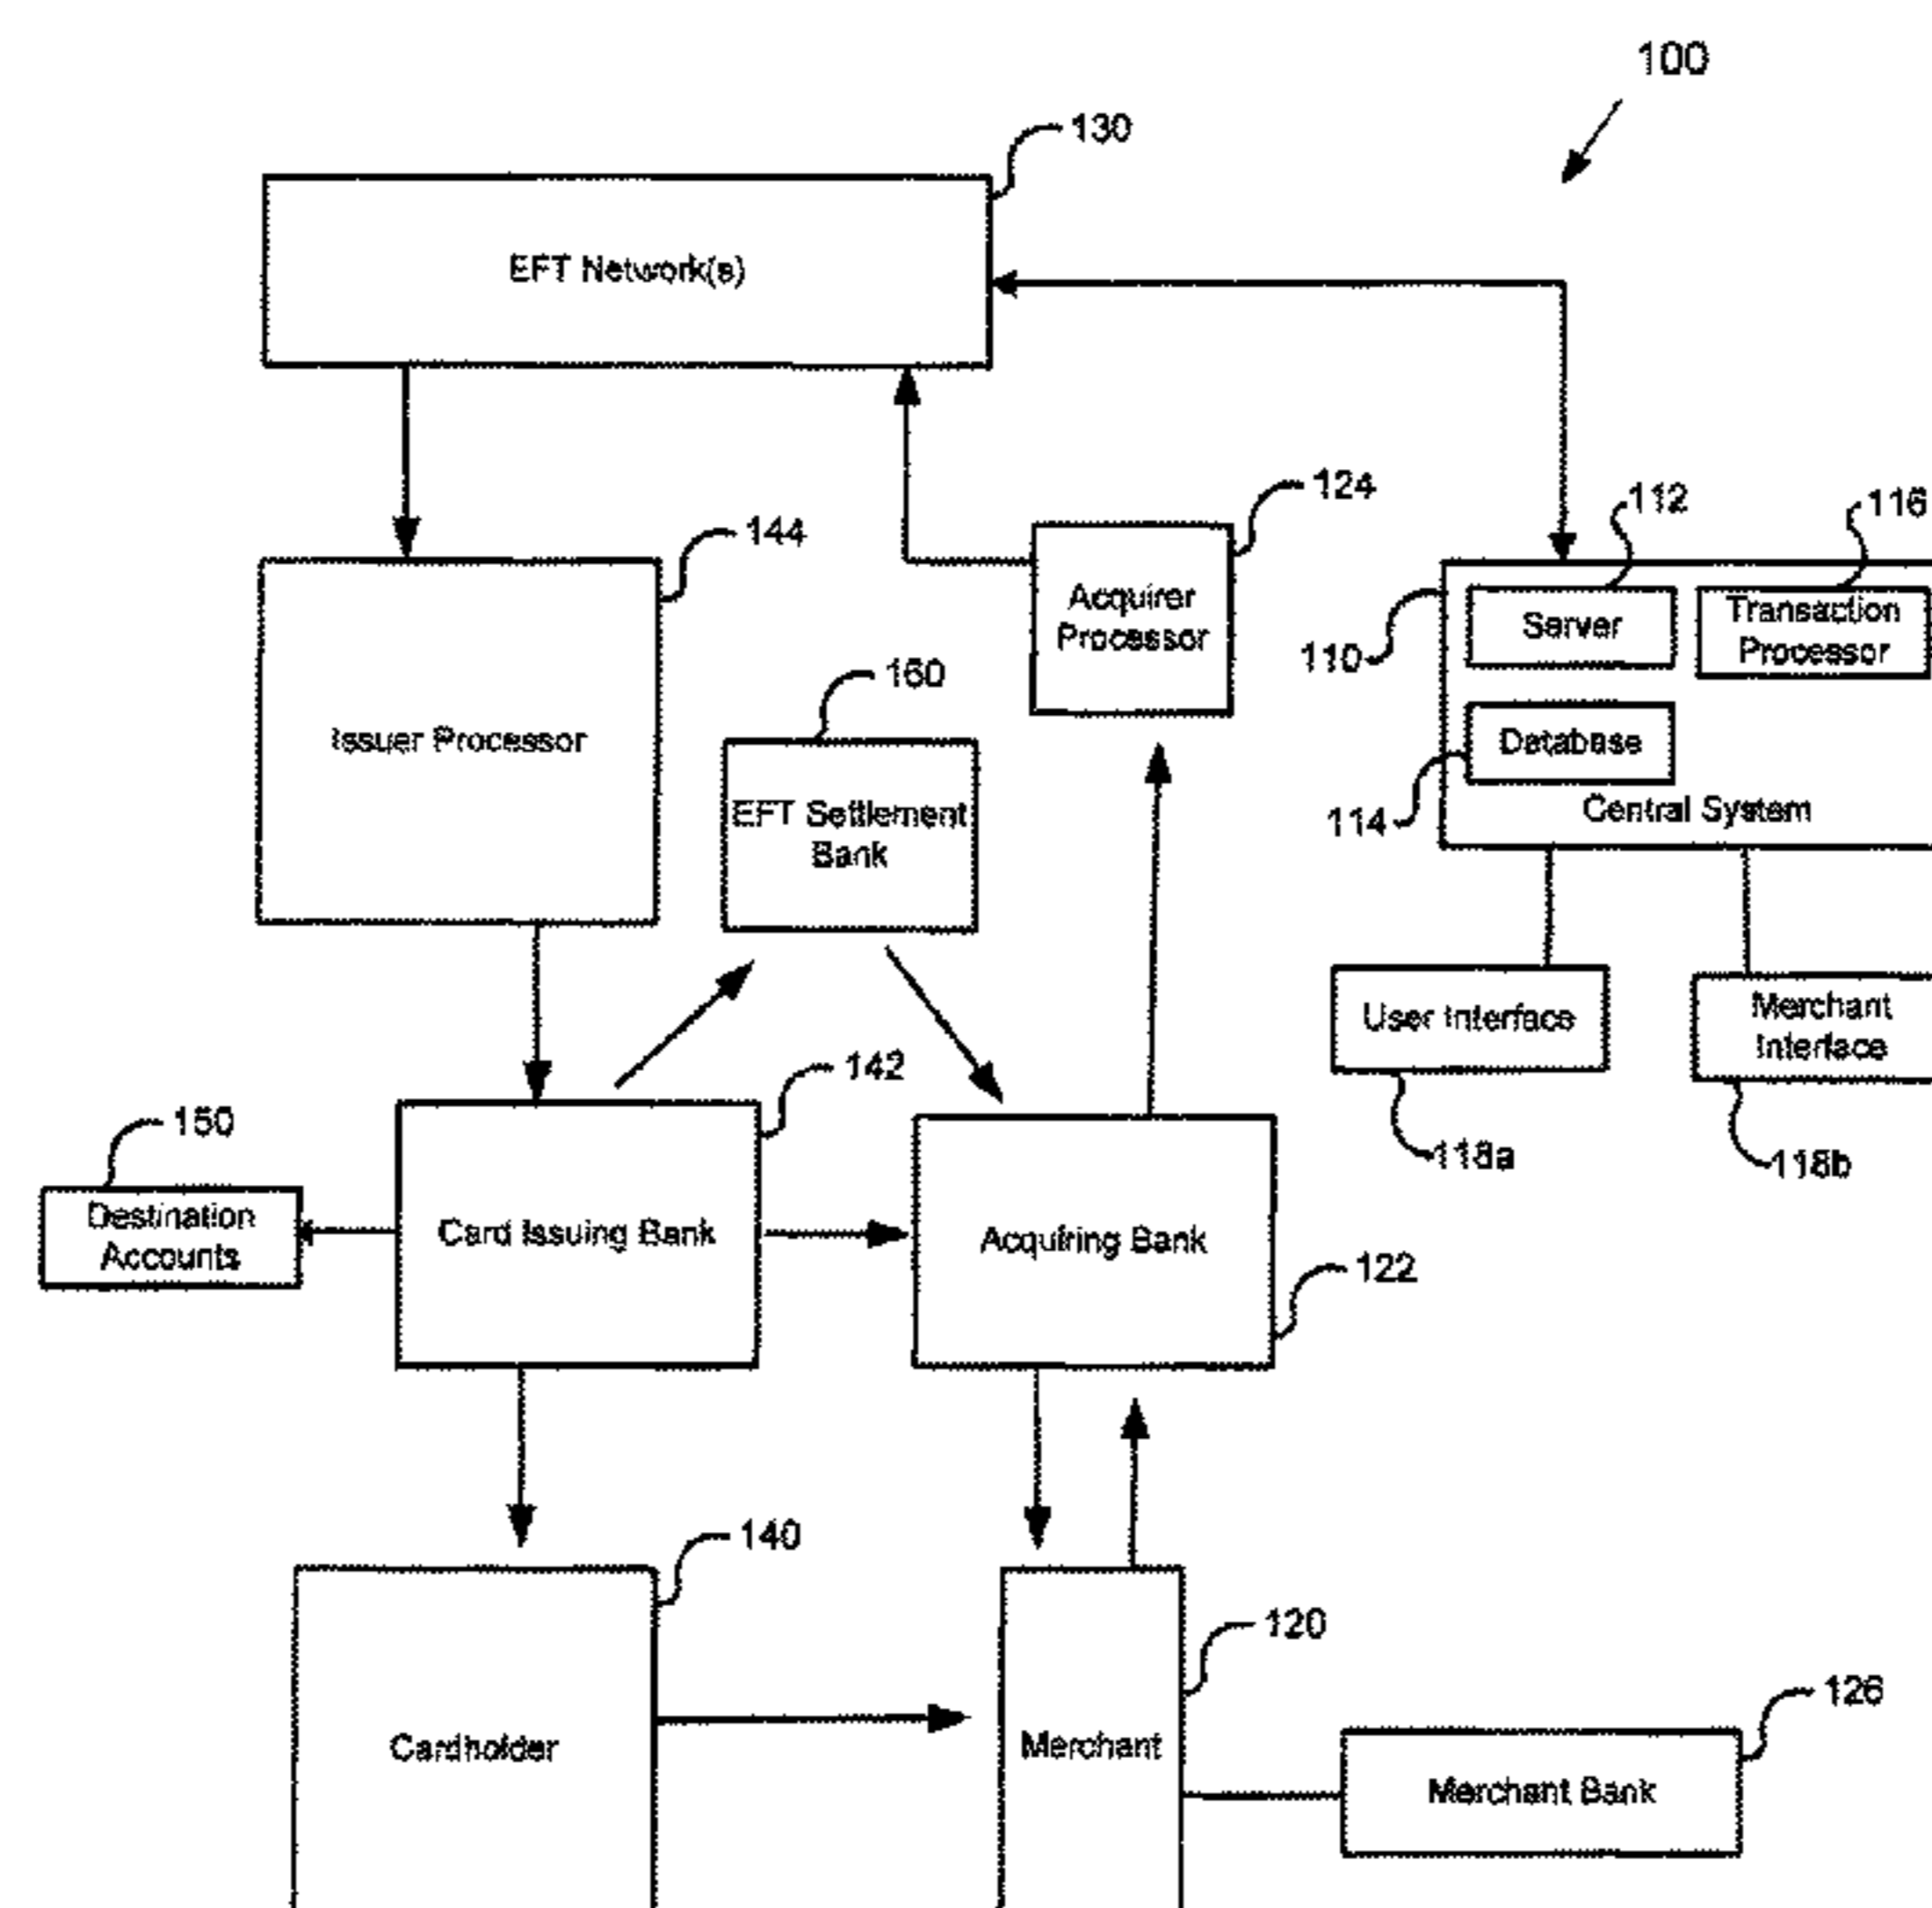 100
130
EFT Network(s)
124
112
116
144
Acquirer
Processor
Server
Transaction
Processor
110
160
Issuer Processor
Database
EFT Settlement
Bank
114
Central System
User Interface
Merchant
Interface
142
150
118a
118b
Destination
Accounts
Card Issuing Bank
Acquiring Bank
122
140
120
126
Cardholder
Merchant
Merchant Bank